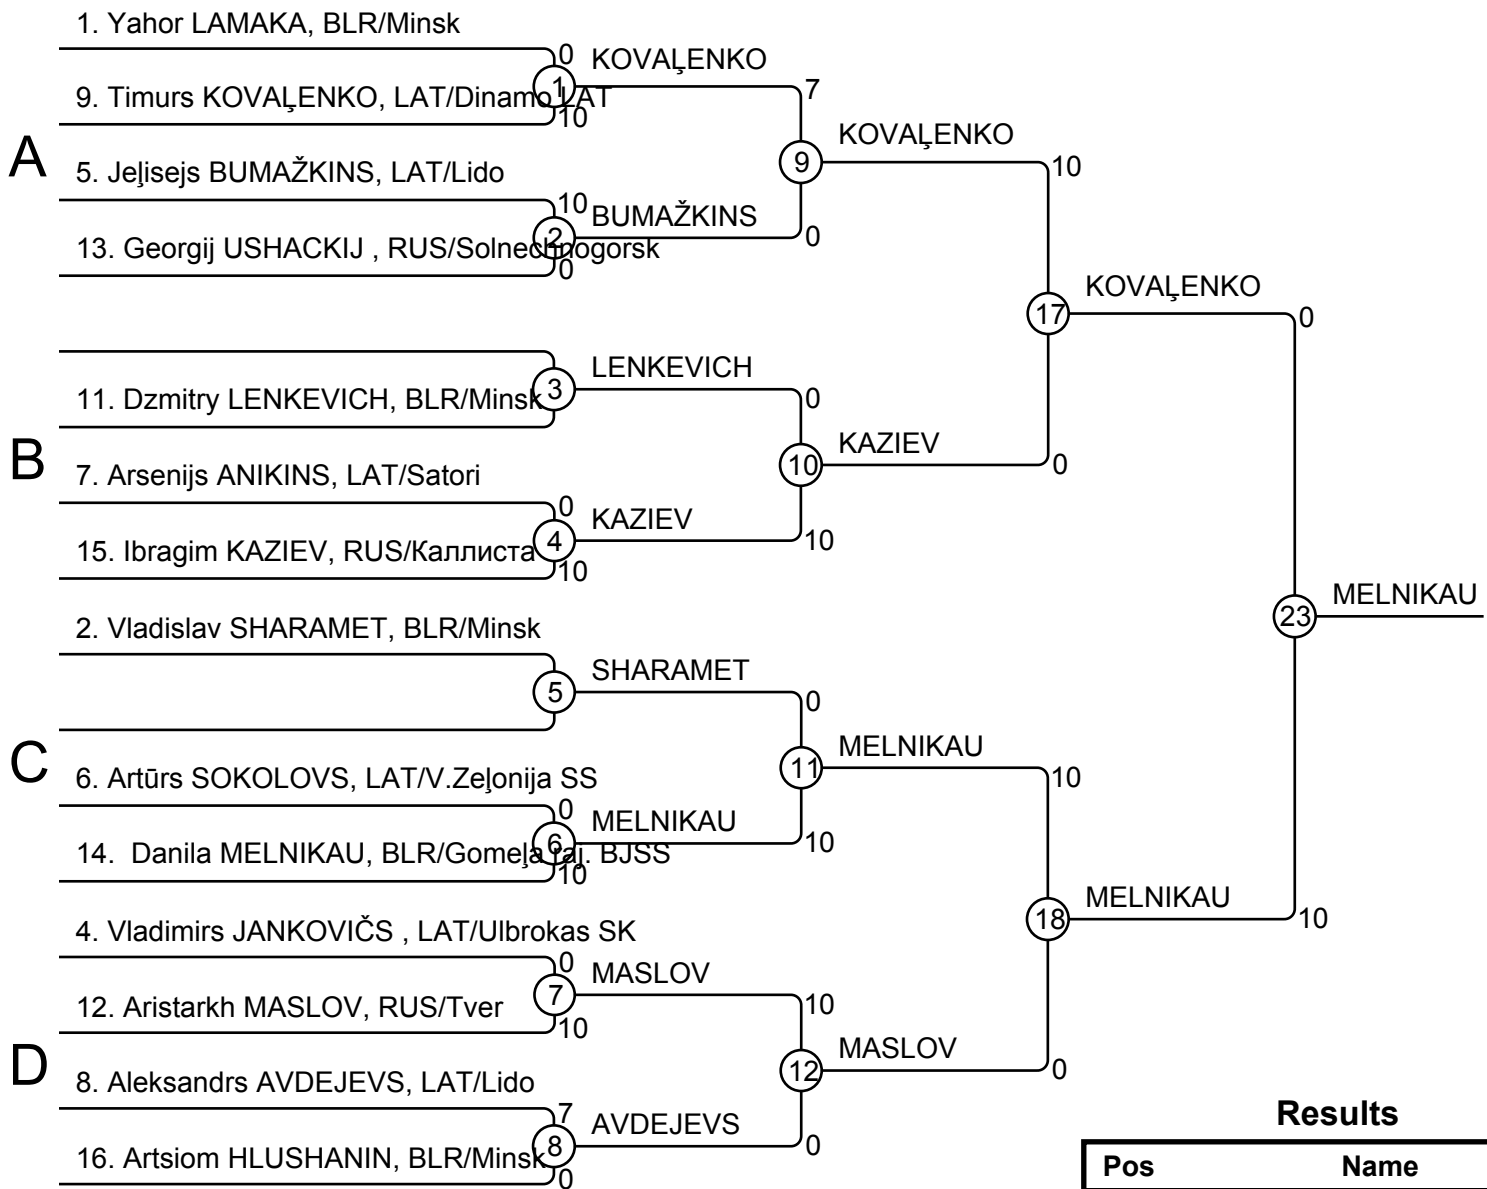 1. Yahor LAMAKA, BLR/Minsk
0
KOVAĻENKO
1
7
9. Timurs KOVAĻENKO, LAT/Dinamo LAT
10
KOVAĻENKO
A
9
10
5. Jeļisejs BUMAŽKINS, LAT/Lido
10
BUMAŽKINS
2
0
13. Georgij USHACKIJ , RUS/Solnechnogorsk
0
KOVAĻENKO
17
0
LENKEVICH
3
0
11. Dzmitry LENKEVICH, BLR/Minsk
KAZIEV
B
10
0
7. Arsenijs ANIKINS, LAT/Satori
0
KAZIEV
4
10
15. Ibragim KAZIEV, RUS/Каллиста
10
MELNIKAU
23
2. Vladislav SHARAMET, BLR/Minsk
SHARAMET
5
0
MELNIKAU
C
11
10
6. Artūrs SOKOLOVS, LAT/V.Zeļonija SS
0
MELNIKAU
6
10
14. Danila MELNIKAU, BLR/Gomeļa raj. BJSS
10
MELNIKAU
18
10
4. Vladimirs JANKOVIČS , LAT/Ulbrokas SK
0
MASLOV
7
10
12. Aristarkh MASLOV, RUS/Tver
10
MASLOV
D
12
0
8. Aleksandrs AVDEJEVS, LAT/Lido
7
AVDEJEVS
8
0
16. Artsiom HLUSHANIN, BLR/Minsk
0
Results
Pos Name